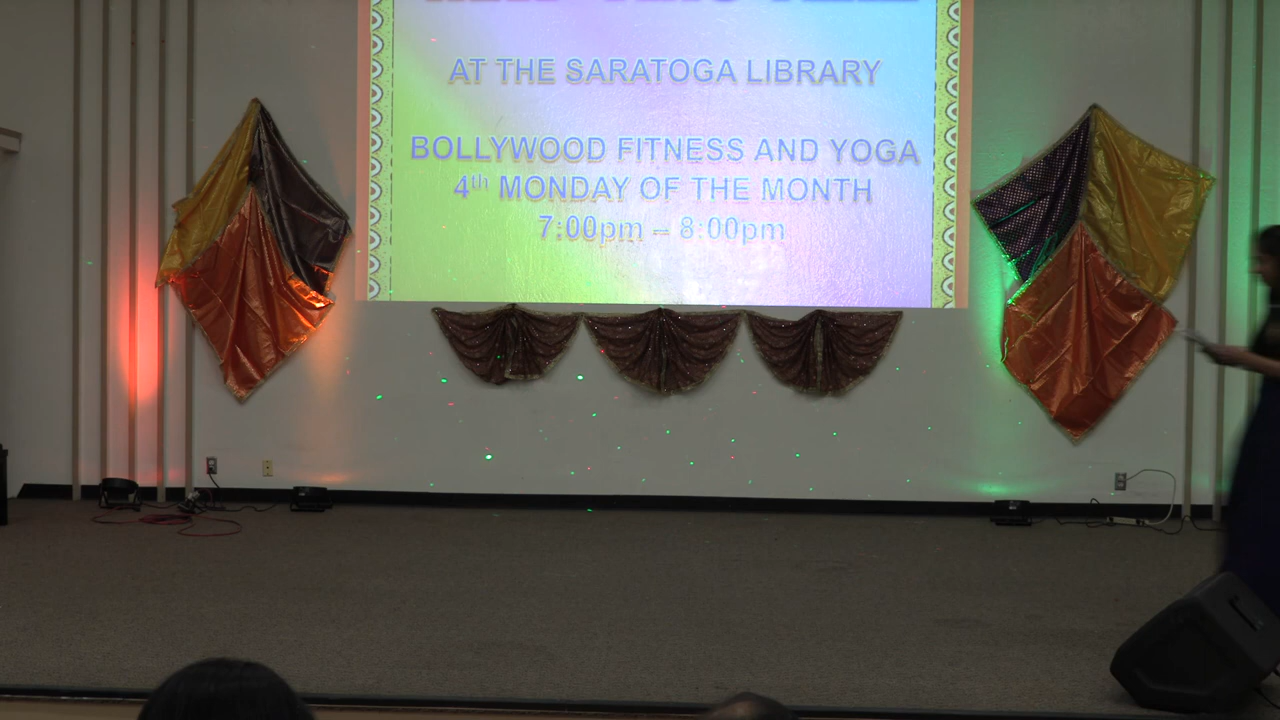 AT THE SARATOGA LIBRARY
BOLLYWOOD FITNESS AND YOGA
4th MONDAY OF THE MONTH
7:00pm – 8:00pm